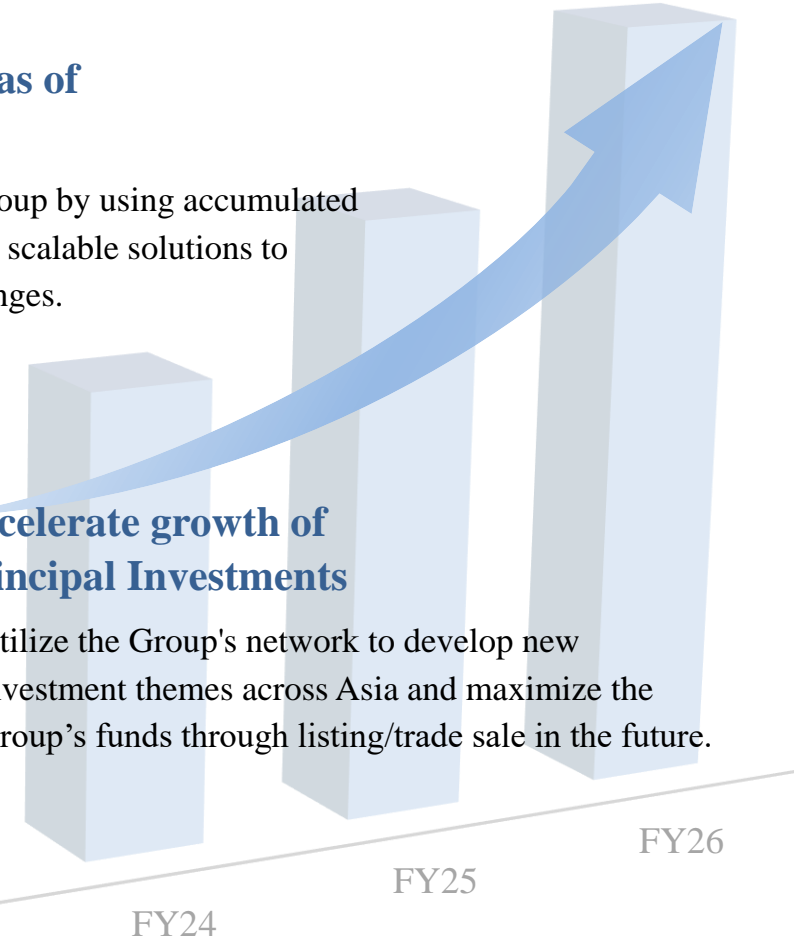 as of
oup by using accumulated
scalable solutions to
nges.
celerate growth of
incipal Investments
tilize the Group's network to develop new
nvestment themes across Asia and maximize the
roup’s funds through listing/trade sale in the future.
FY24
FY25
FY26